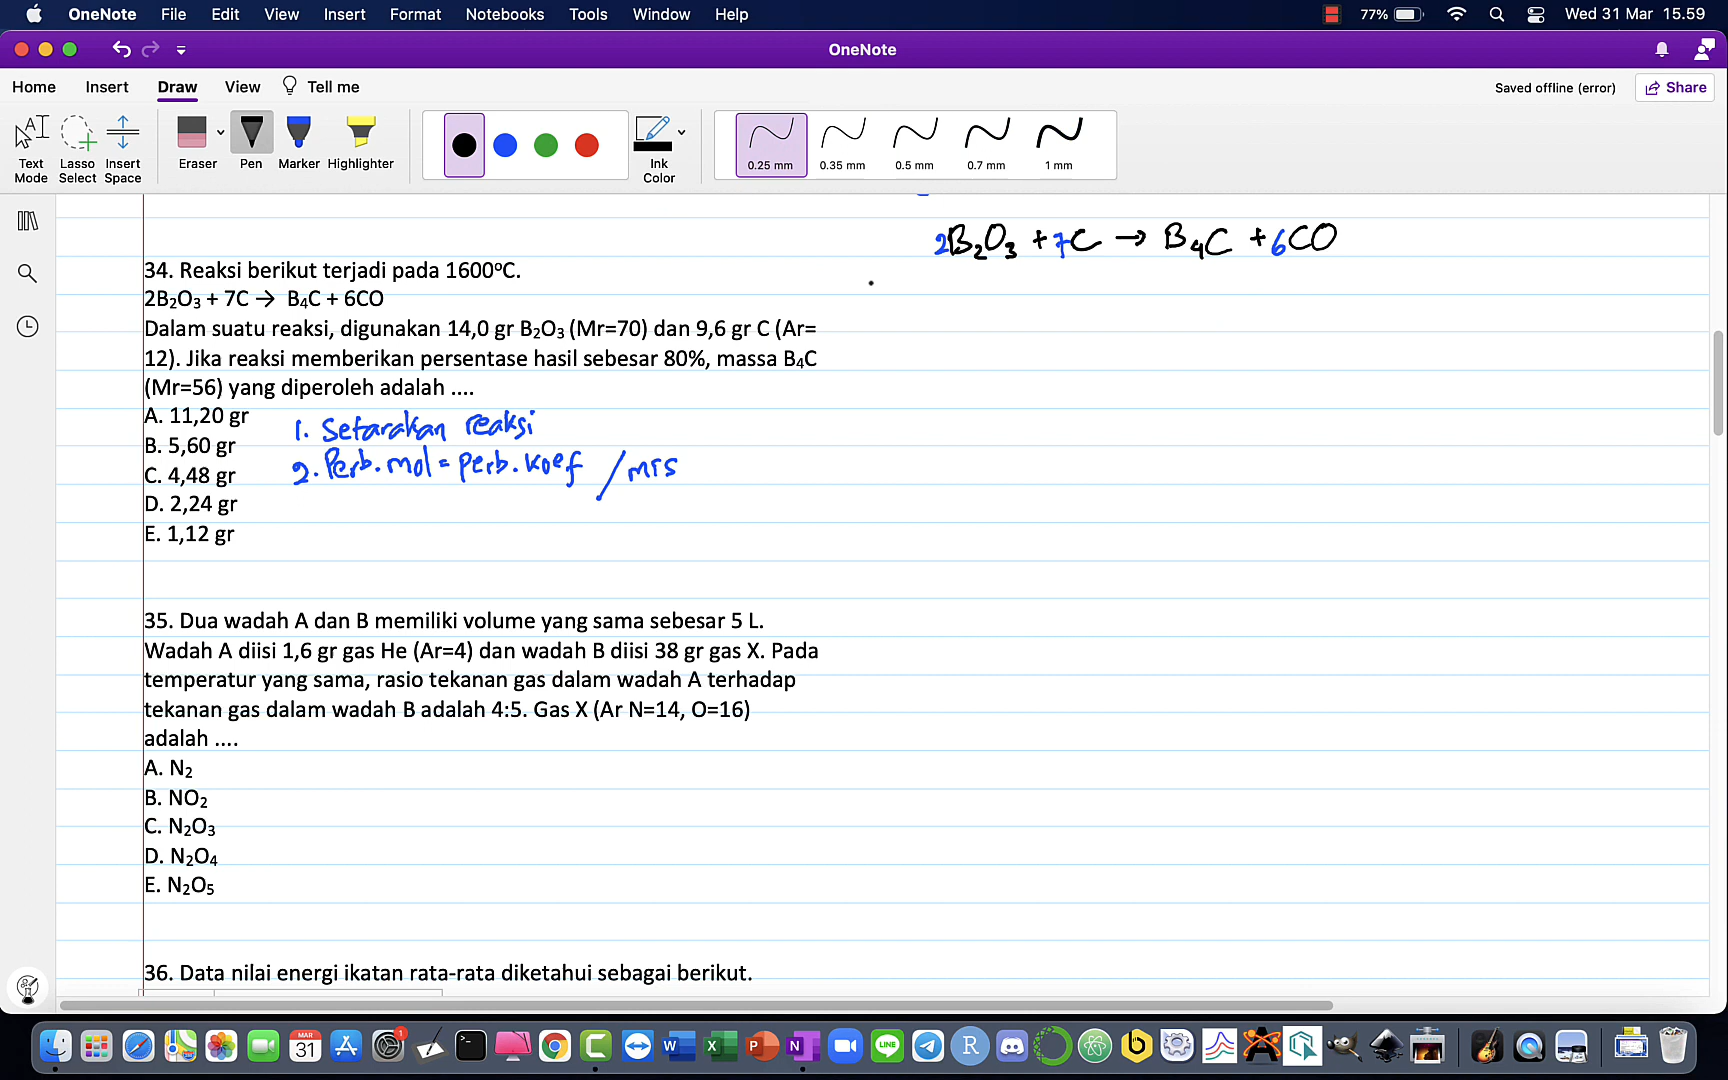 OneNote File Edit View Insert Format Notebooks Tools Window Help 77% Wed 31 Mar 15.59
OneNote
Home Insert Draw View Tell me Saved offline (error) Share
Text Mode
Lasso Select
Insert Space
Eraser
Pen
Marker
Highlighter
Ink Color
0.25 mm 0.35 mm 0.5 mm 0.7 mm 1 mm
2B₂O₃ + 7C → B₄C + 6CO
34. Reaksi berikut terjadi pada 1600°C.
2B₂O₃ + 7C → B₄C + 6CO
Dalam suatu reaksi, digunakan 14,0 gr B₂O₃ (Mr=70) dan 9,6 gr C (Ar=
12). Jika reaksi memberikan persentase hasil sebesar 80%, massa B₄C
(Mr=56) yang diperoleh adalah ....
A. 11,20 gr
B. 5,60 gr
C. 4,48 gr
D. 2,24 gr
E. 1,12 gr
1. Setarakan reaksi
2. Perb. mol = perb. koef / mrs
35. Dua wadah A dan B memiliki volume yang sama sebesar 5 L.
Wadah A diisi 1,6 gr gas He (Ar=4) dan wadah B diisi 38 gr gas X. Pada
temperatur yang sama, rasio tekanan gas dalam wadah A terhadap
tekanan gas dalam wadah B adalah 4:5. Gas X (Ar N=14, O=16)
adalah ....
A. N₂
B. NO₂
C. N₂O₃
D. N₂O₄
E. N₂O₅
36. Data nilai energi ikatan rata-rata diketahui sebagai berikut.
MAR 31
1
W X P N LINE R b